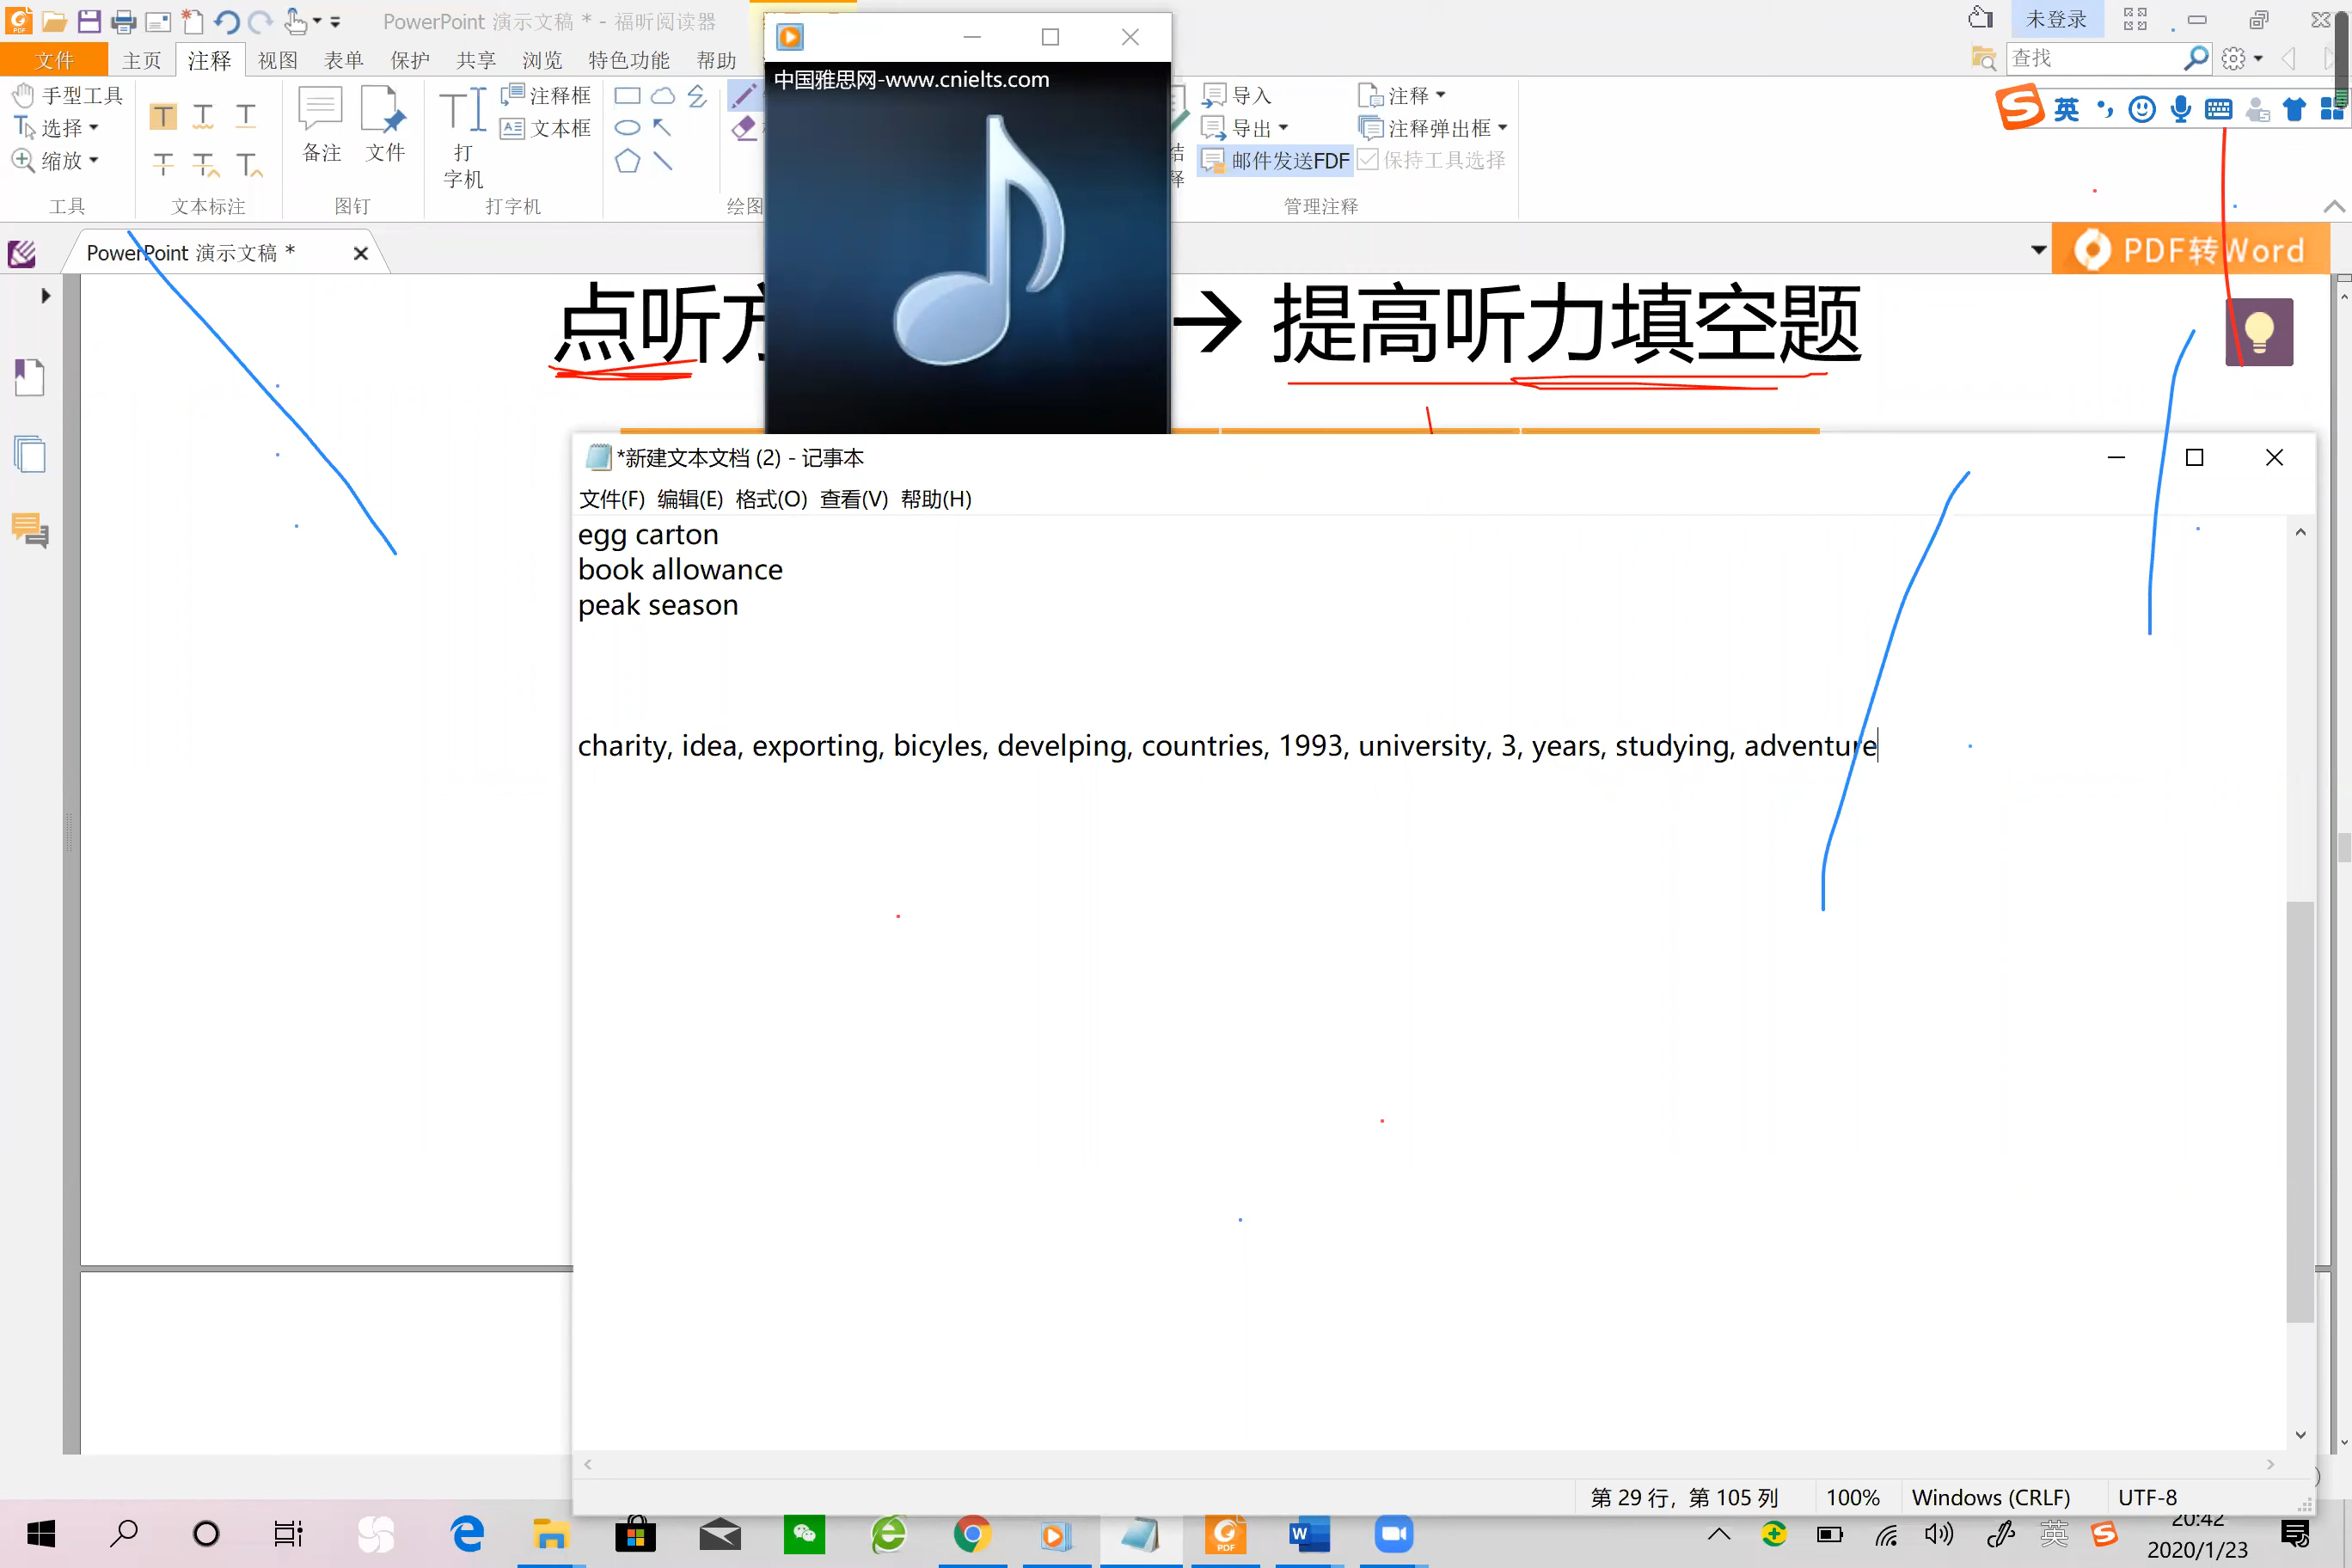 PowerPoint 演示文稿 * - 福昕阅读器
未登录
文件 主页 注释 视图 表单 保护 共享 浏览 特色功能 帮助
查找
手型工具
选择
缩放
工具
文本标注
备注 文件
图钉
打字机
注释框
文本框
打字机
绘图
中国雅思网-www.cnielts.com
导入
导出
邮件发送FDF
注释
注释弹出框
保持工具选择
管理注释
英
PowerPoint 演示文稿 *
PDF转Word
点听 → 提高听力填空题
*新建文本文档 (2) - 记事本
文件(F) 编辑(E) 格式(O) 查看(V) 帮助(H)
egg carton
book allowance
peak season
charity, idea, exporting, bicyles, develping, countries, 1993, university, 3, years, studying, adventure
第 29 行，第 105 列 100% Windows (CRLF) UTF-8
英
20:42
2020/1/23